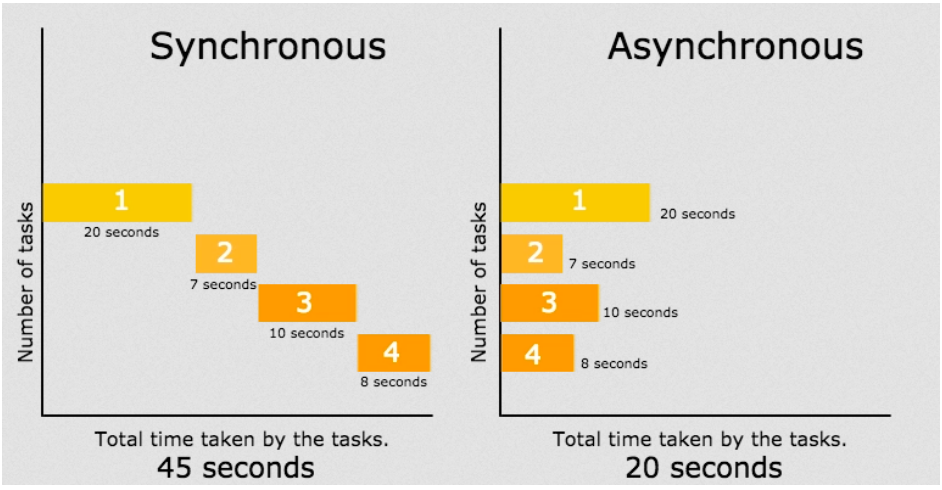 Synchronous
Number of tasks
1
20 seconds
2
7 seconds
3
10 seconds
4
8 seconds
Total time taken by the tasks.
45 seconds
Asynchronous
Number of tasks
1
20 seconds
2
7 seconds
3
10 seconds
4
8 seconds
Total time taken by the tasks.
20 seconds